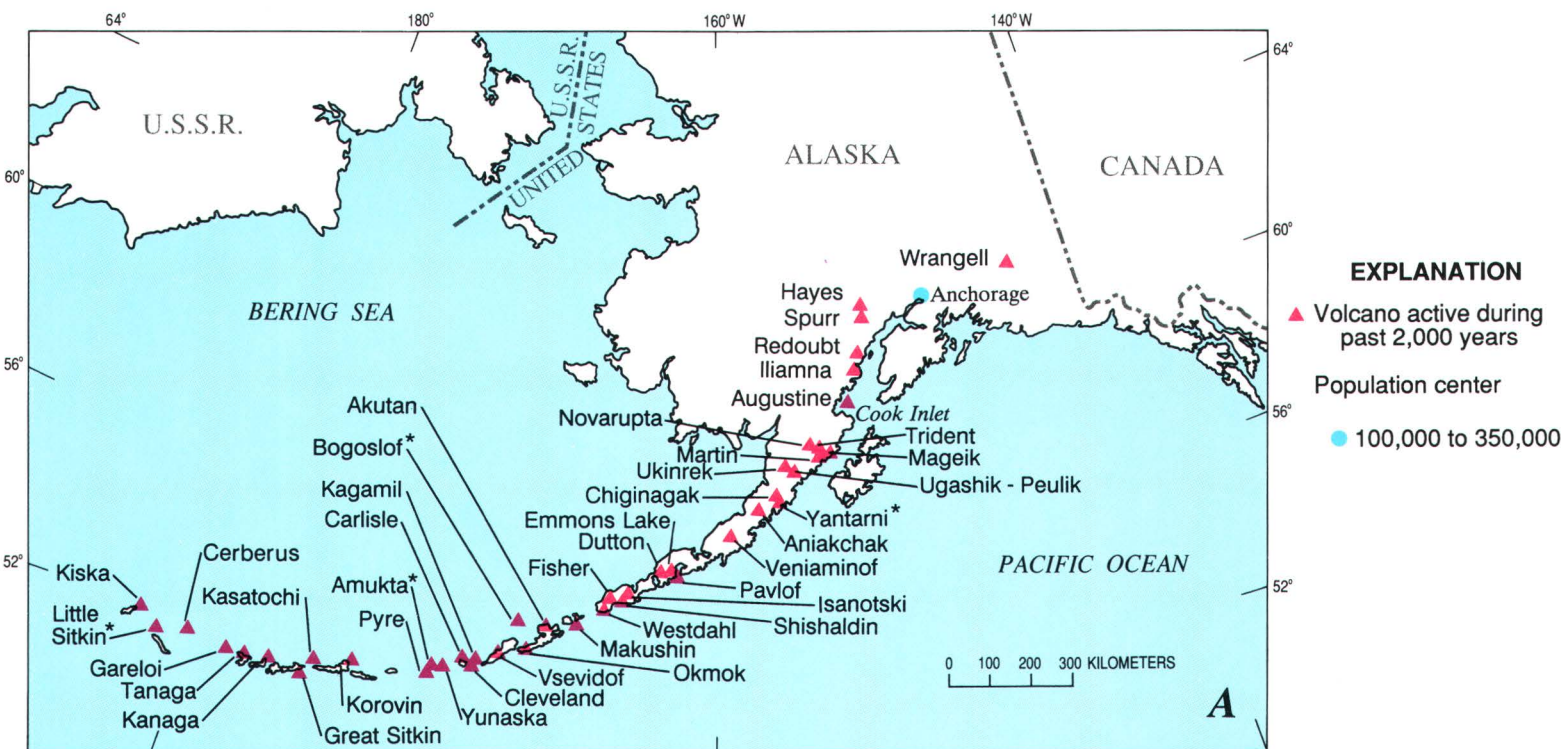 64°
180°
160°W
140°W
64°
U.S.S.R.
U.S.S.R.
UNITED STATES
ALASKA
CANADA
60°
60°
BERING SEA
Wrangell
Hayes
Anchorage
Spurr
Redoubt
Iliamna
Augustine
Cook Inlet
56°
56°
Akutan
Novarupta
Trident
Bogoslof*
Martin
Mageik
Ukinrek
Ugashik - Peulik
Kagamil
Chiginagak
Carlisle
Emmons Lake
Yantarni*
Dutton
Aniakchak
52°
Cerberus
Fisher
Veniaminof
PACIFIC OCEAN
Kiska
Amukta*
Pavlof
52°
Kasatochi
Isanotski
Little
Sitkin*
Pyre
Westdahl
Shishaldin
Makushin
Gareloi
Vsevidof
Okmok
Tanaga
Cleveland
Korovin
Kanaga
Yunaska
Great Sitkin
0 100 200 300 KILOMETERS
A
EXPLANATION
Volcano active during
past 2,000 years
Population center
100,000 to 350,000